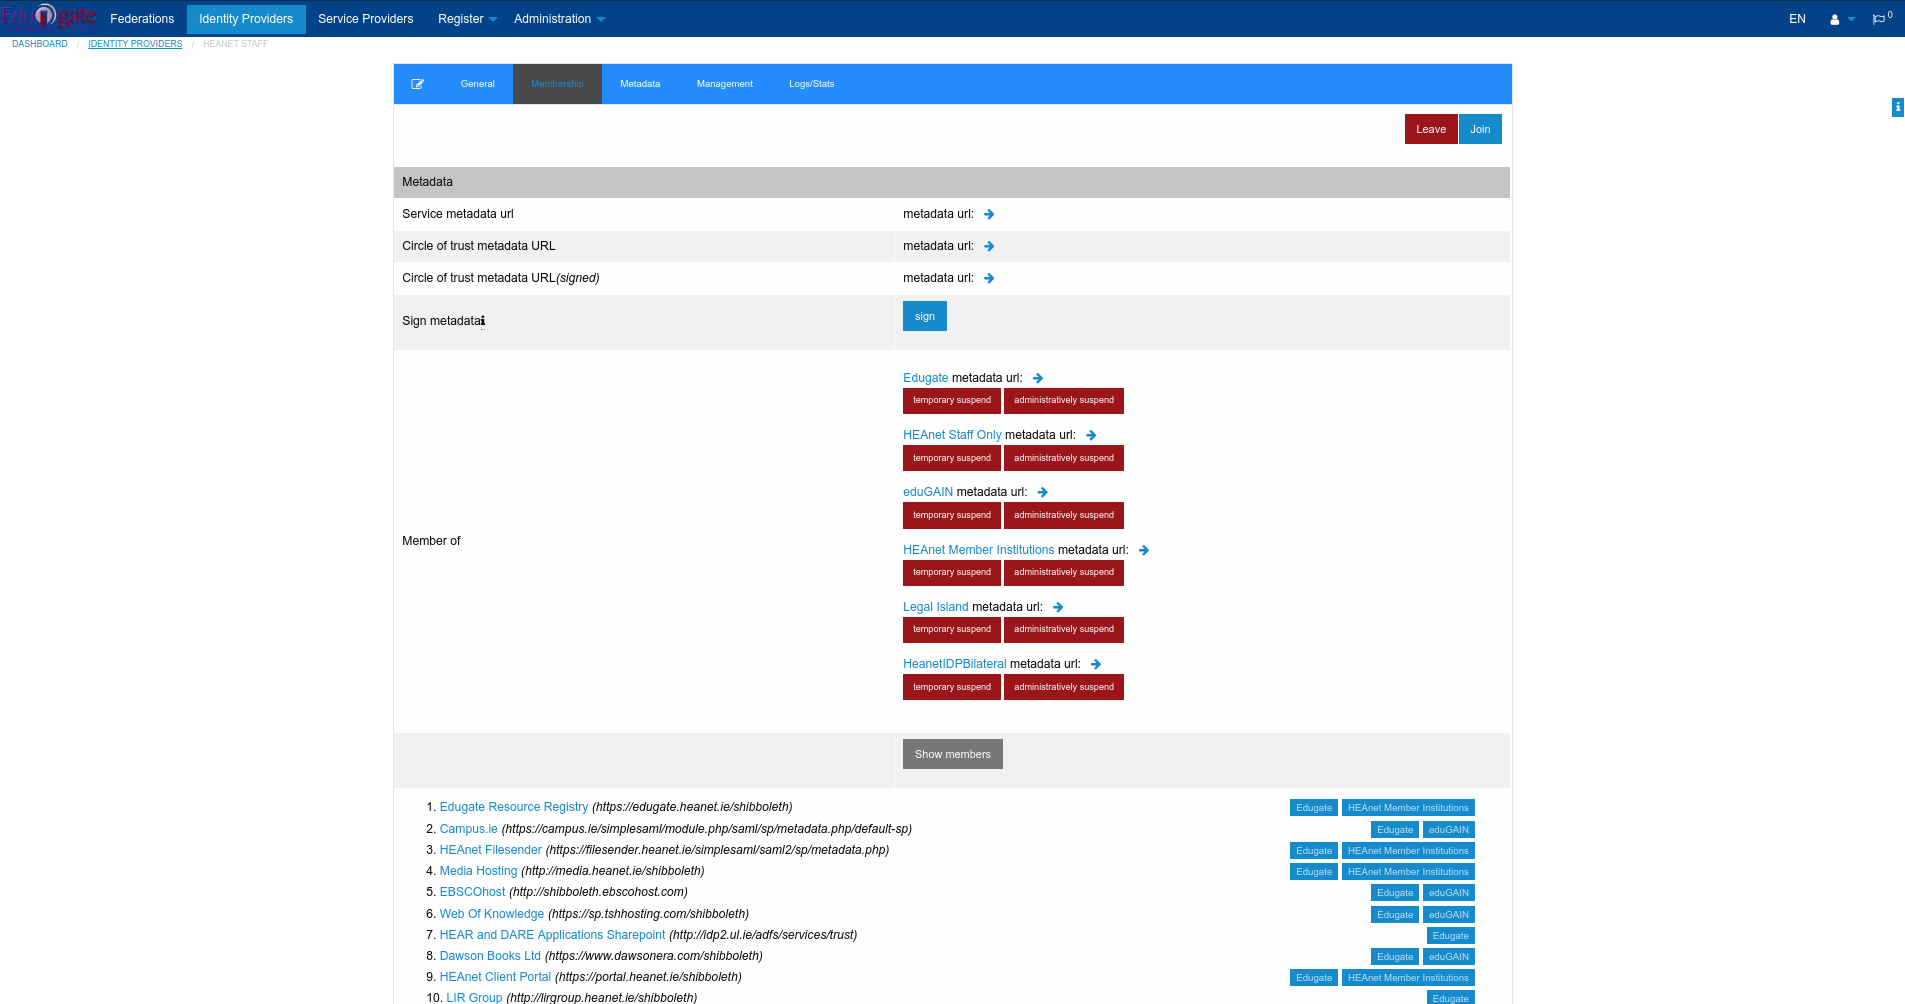 Edugate Federations Identity Providers Service Providers Register Administration EN 0
DASHBOARD / IDENTITY PROVIDERS / HEANET STAFF
General Membership Metadata Management Logs/Stats
Leave Join
Metadata
Service metadata url metadata url:
Circle of trust metadata URL metadata url:
Circle of trust metadata URL(signed) metadata url:
Sign metadata sign
Edugate metadata url:
temporary suspend administratively suspend
HEAnet Staff Only metadata url:
temporary suspend administratively suspend
eduGAIN metadata url:
temporary suspend administratively suspend
Member of
HEAnet Member Institutions metadata url:
temporary suspend administratively suspend
Legal Island metadata url:
temporary suspend administratively suspend
HeanetIDPBilateral metadata url:
temporary suspend administratively suspend
Show members
1. Edugate Resource Registry (https://edugate.heanet.ie/shibboleth) Edugate HEAnet Member Institutions
2. Campus.ie (https://campus.ie/simplesaml/module.php/saml/sp/metadata.php/default-sp) Edugate eduGAIN
3. HEAnet Filesender (https://filesender.heanet.ie/simplesaml/saml2/sp/metadata.php) Edugate HEAnet Member Institutions
4. Media Hosting (http://media.heanet.ie/shibboleth) Edugate HEAnet Member Institutions
5. EBSCOhost (http://shibboleth.ebscohost.com) Edugate eduGAIN
6. Web Of Knowledge (https://sp.tshhosting.com/shibboleth) Edugate eduGAIN
7. HEAR and DARE Applications Sharepoint (http://idp2.ul.ie/adfs/services/trust) Edugate
8. Dawson Books Ltd (https://www.dawsonera.com/shibboleth) Edugate eduGAIN
9. HEAnet Client Portal (https://portal.heanet.ie/shibboleth) Edugate HEAnet Member Institutions
10. LIR Group (http://lirgroup.heanet.ie/shibboleth) Edugate